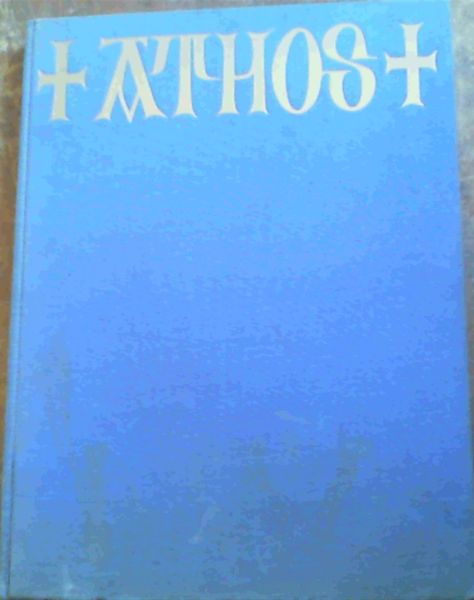 + ATHOS +